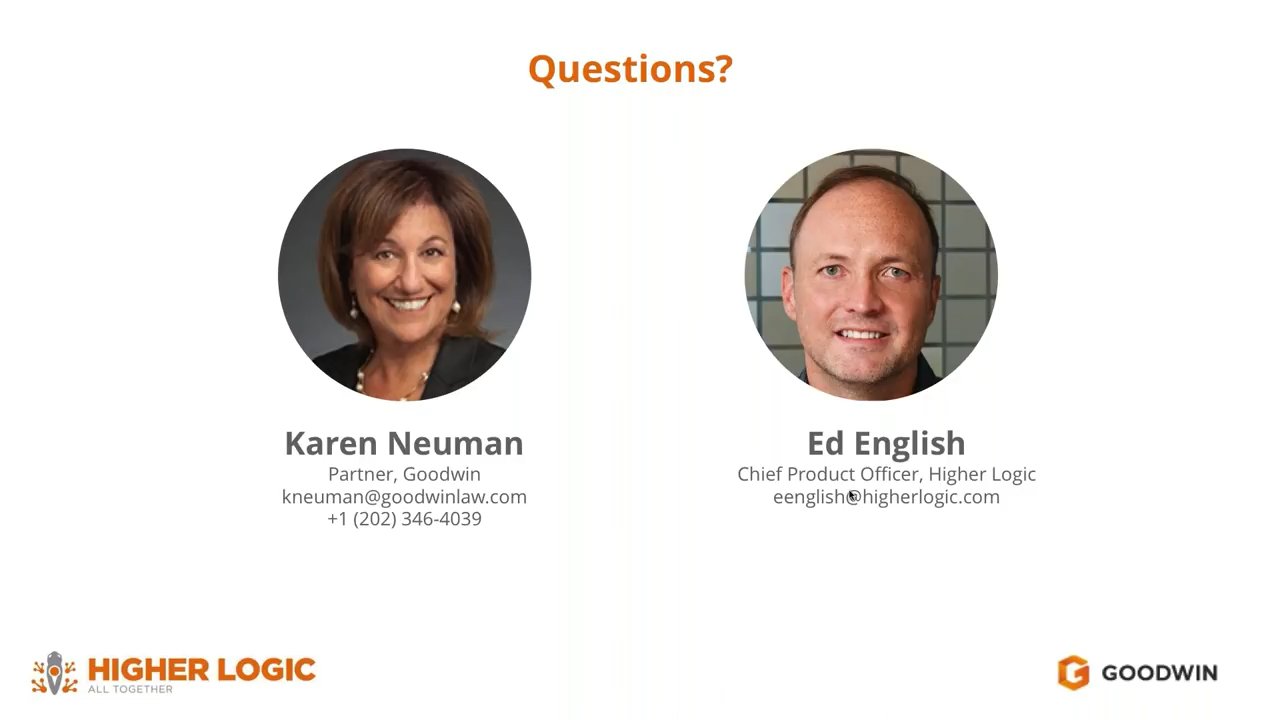 Questions?
Karen Neuman
Partner, Goodwin
kneuman@goodwinlaw.com
+1 (202) 346-4039
Ed English
Chief Product Officer, Higher Logic
eenglish@higherlogic.com
HIGHER LOGIC
ALL TOGETHER
GOODWIN